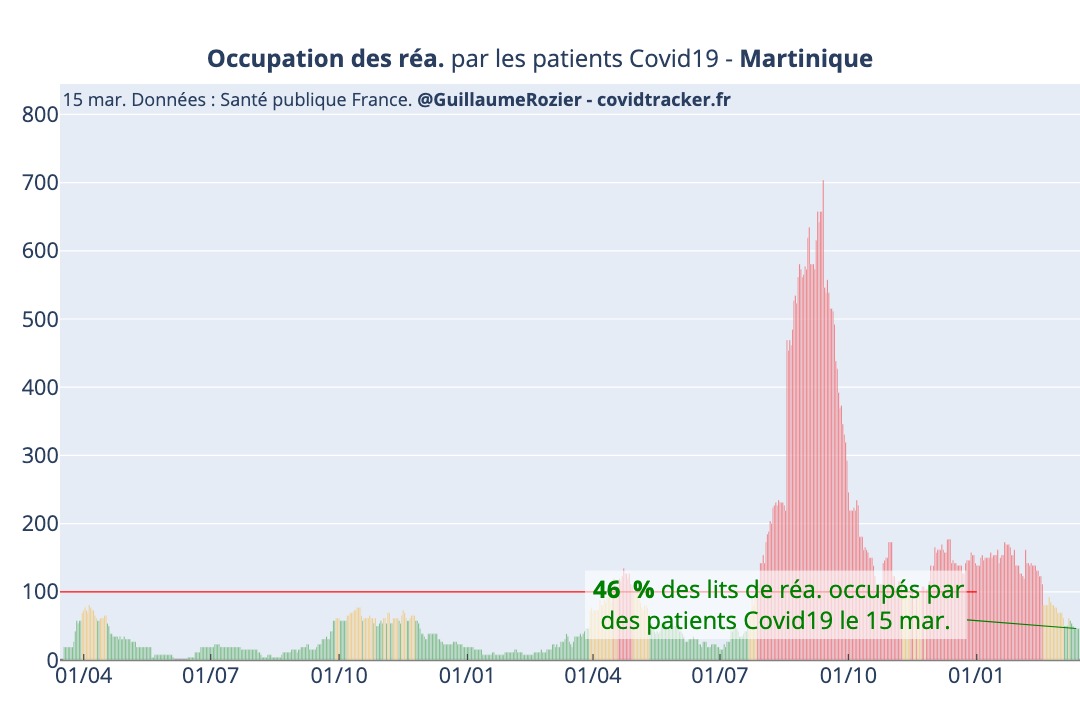 Occupation des réa. par les patients Covid19 - Martinique
15 mar. Données : Santé publique France. @GuillaumeRozier - covidtracker.fr
800
700
600
500
400
300
200
100
0
46 % des lits de réa. occupés par
des patients Covid19 le 15 mar.
01/04 01/07 01/10 01/01 01/04 01/07 01/10 01/01